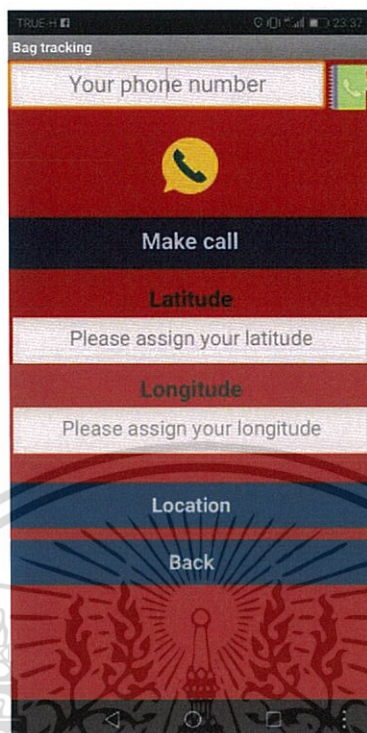 TRUE-H 23:37
Bag tracking
Your phone number
Make call
Latitude
Please assign your latitude
Longitude
Please assign your longitude
Location
Back